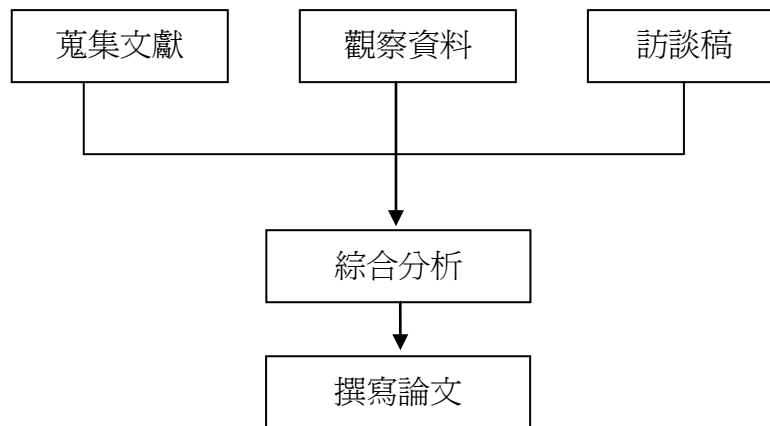 蒐集文獻
觀察資料
訪談稿
綜合分析
撰寫論文